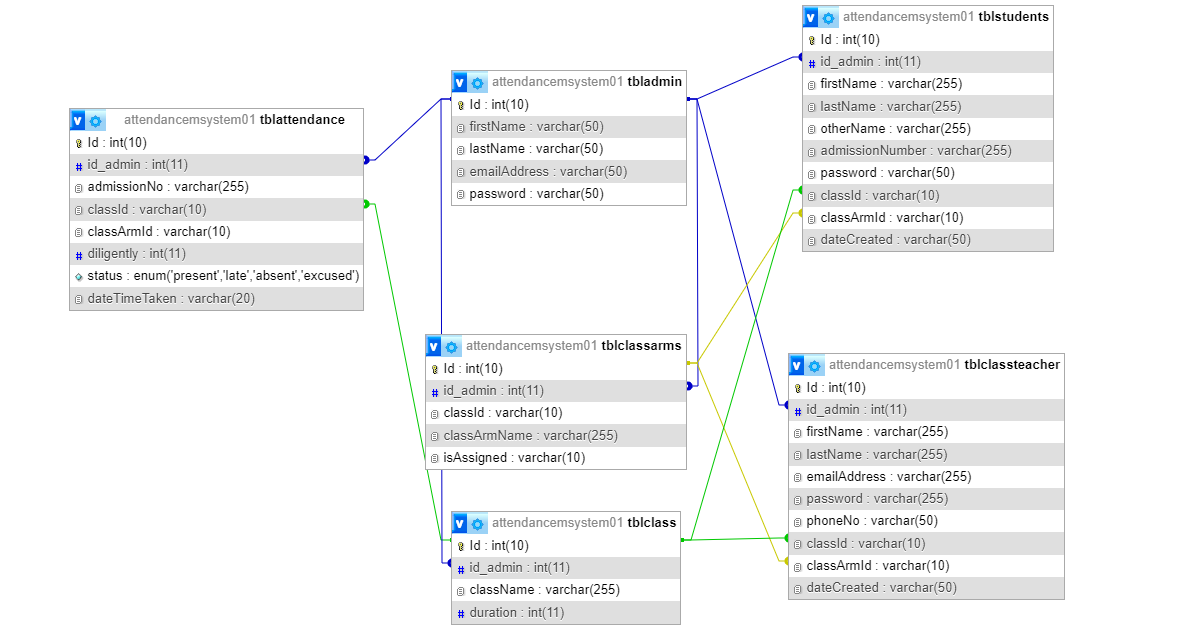 attendancemsystem01 tblattendance
Id : int(10)
id_admin : int(11)
admissionNo : varchar(255)
classId : varchar(10)
classArmId : varchar(10)
diligently : int(11)
status : enum('present','late','absent','excused')
dateTimeTaken : varchar(20)
attendancemsystem01 tbladmin
Id : int(10)
firstName : varchar(50)
lastName : varchar(50)
emailAddress : varchar(50)
password : varchar(50)
attendancemsystem01 tblclassarms
Id : int(10)
id_admin : int(11)
classId : varchar(10)
classArmName : varchar(255)
isAssigned : varchar(10)
attendancemsystem01 tblclass
Id : int(10)
id_admin : int(11)
className : varchar(255)
duration : int(11)
attendancemsystem01 tblstudents
Id : int(10)
id_admin : int(11)
firstName : varchar(255)
lastName : varchar(255)
otherName : varchar(255)
admissionNumber : varchar(255)
password : varchar(50)
classId : varchar(10)
classArmId : varchar(10)
dateCreated : varchar(50)
attendancemsystem01 tblclassteacher
Id : int(10)
id_admin : int(11)
firstName : varchar(255)
lastName : varchar(255)
emailAddress : varchar(255)
password : varchar(255)
phoneNo : varchar(50)
classId : varchar(10)
classArmId : varchar(10)
dateCreated : varchar(50)